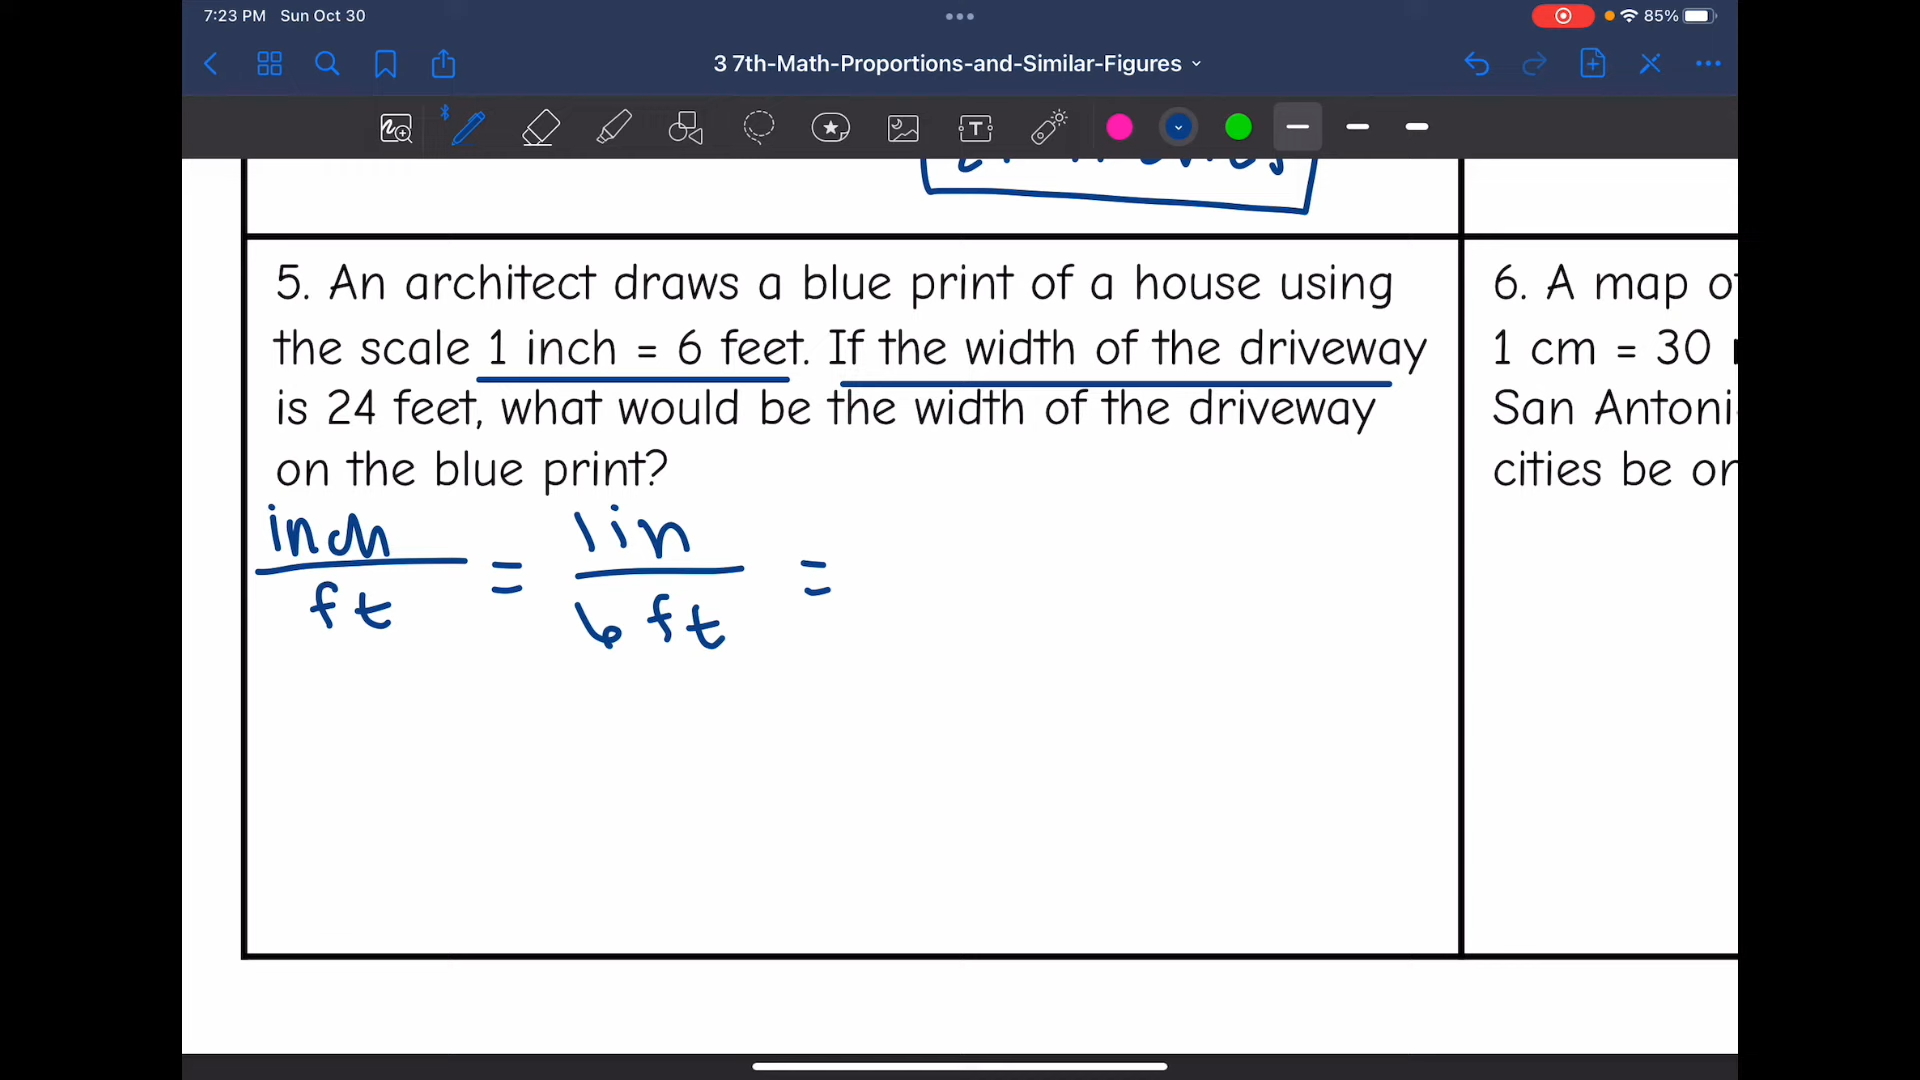 7:23 PM Sun Oct 30
85%
3 7th-Math-Proportions-and-Similar-Figures
5. An architect draws a blue print of a house using
the scale 1 inch = 6 feet. If the width of the driveway
is 24 feet, what would be the width of the driveway
on the blue print?
inch / ft = 1 in / 6 ft =
6. A map o
1 cm = 30
San Antoni
cities be or